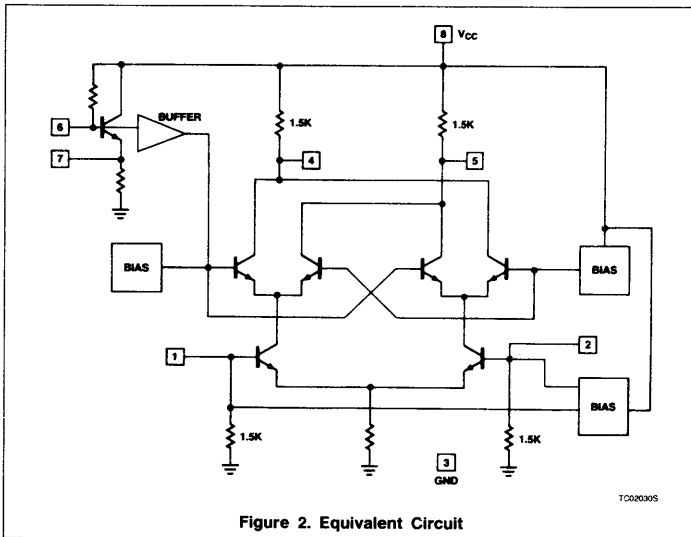 8 VCC
BUFFER
1.5K
1.5K
6
7
4
5
BIAS
BIAS
1
2
BIAS
1.5K
1.5K
3
GND
TC02030S
Figure 2. Equivalent Circuit